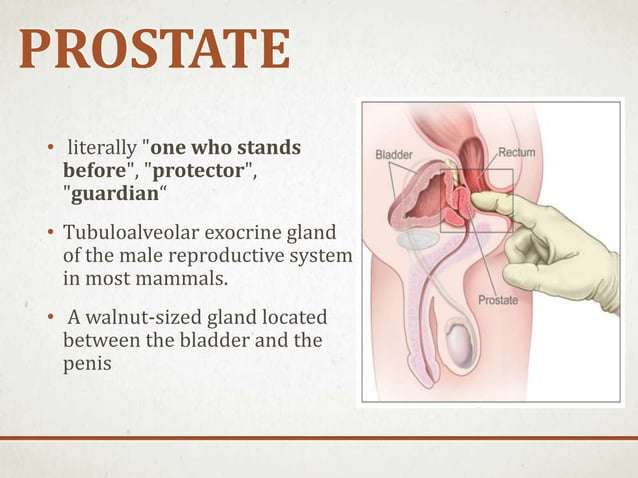 PROSTATE
• literally "one who stands
before", "protector",
"guardian“
• Tubuloalveolar exocrine gland
of the male reproductive system
in most mammals.
• A walnut-sized gland located
between the bladder and the
penis
Bladder
Rectum
Prostate